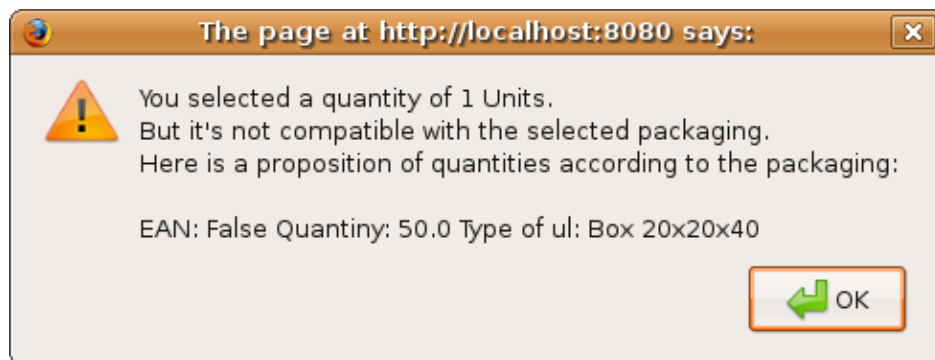 The page at http://localhost:8080 says:
You selected a quantity of 1 Units.
But it's not compatible with the selected packaging.
Here is a proposition of quantities according to the packaging:
EAN: False Quantiny: 50.0 Type of ul: Box 20x20x40
OK